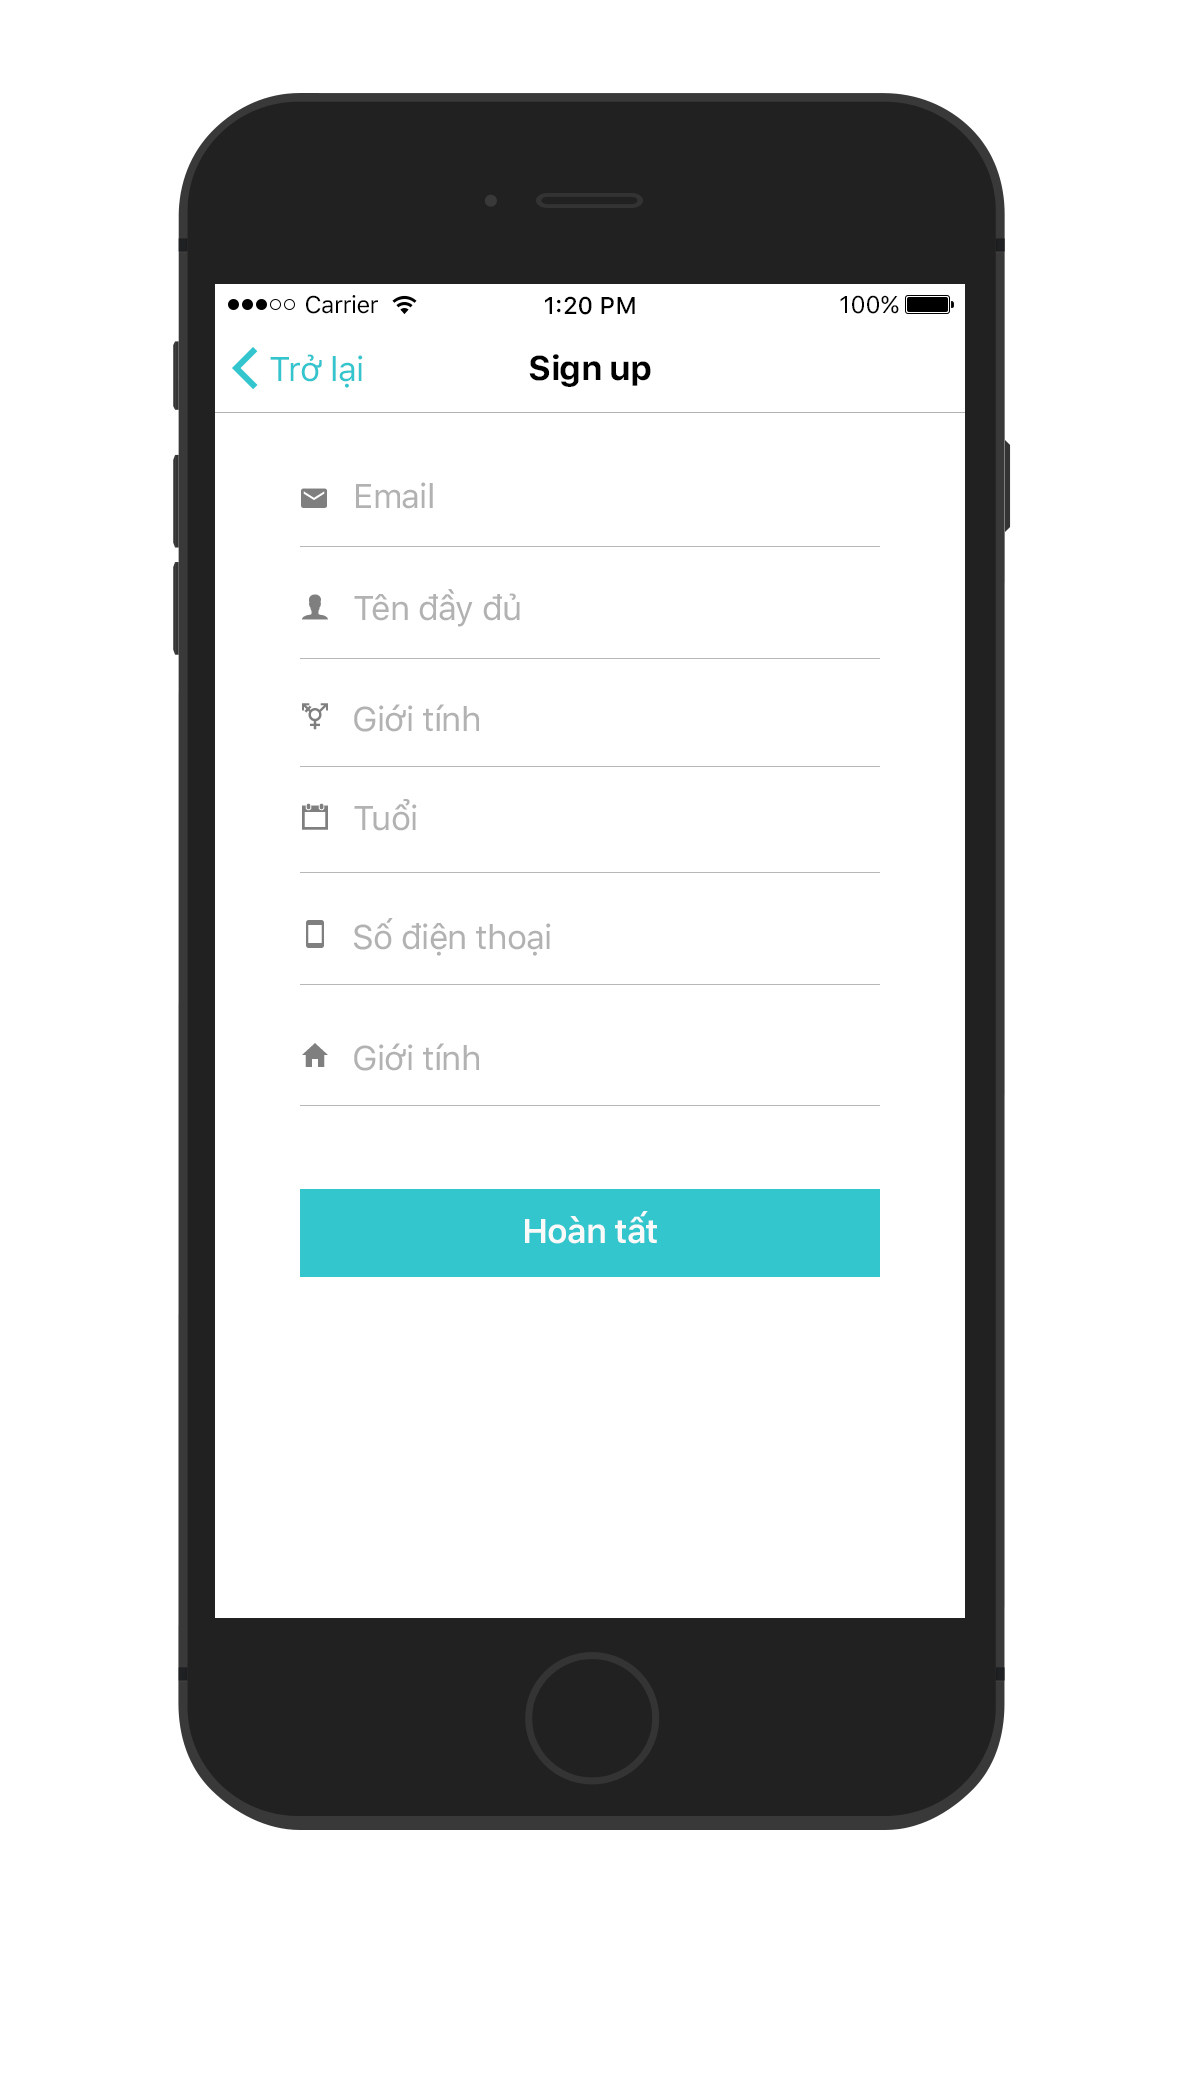 Carrier 1:20 PM 100%
Trở lại Sign up
Email
Tên đầy đủ
Giới tính
Tuổi
Số điện thoại
Giới tính
Hoàn tất